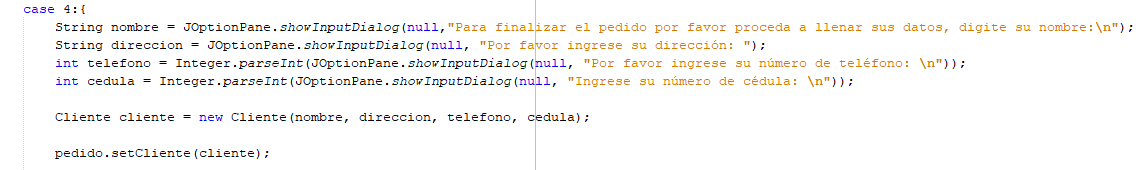 case 4:{
String nombre = JOptionPane.showInputDialog(null,"Para finalizar el pedido por favor proceda a llenar sus datos, digite su nombre:\n");
String direccion = JOptionPane.showInputDialog(null, "Por favor ingrese su dirección: ");
int telefono = Integer.parseInt(JOptionPane.showInputDialog(null, "Por favor ingrese su número de teléfono: \n"));
int cedula = Integer.parseInt(JOptionPane.showInputDialog(null, "Ingrese su número de cédula: \n"));
Cliente cliente = new Cliente(nombre, direccion, telefono, cedula);
pedido.setCliente(cliente);